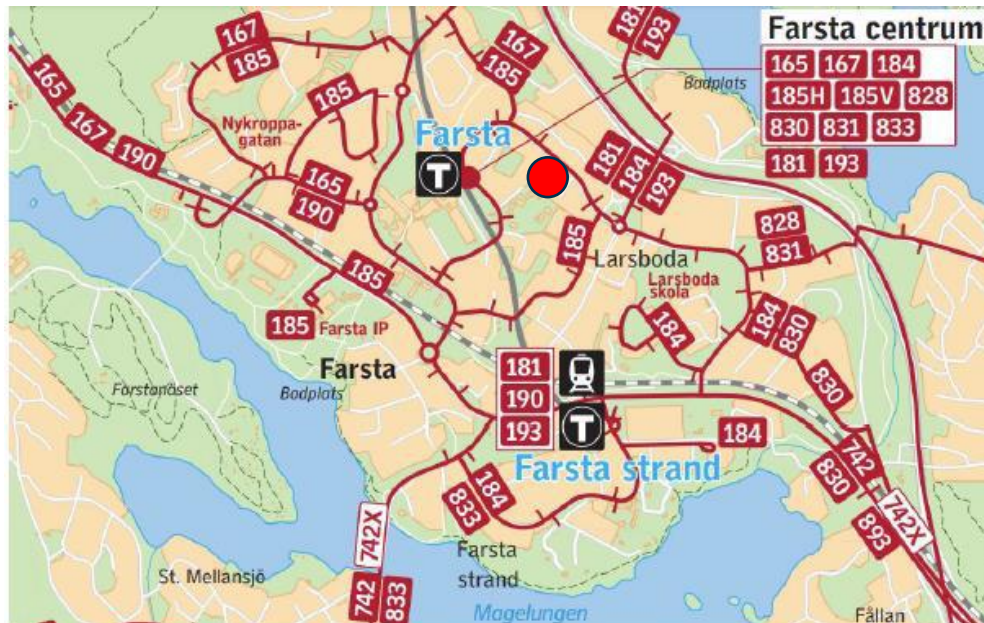 Farsta centrum
165 167 184
185H 185V 828
830 831 833
181 193
181
193
Badplats
167
185
167
185
185
165
167
190
Nykroppa-
gatan
Farsta
T
165
190
181
184
193
185
828
831
Larsboda
Larsboda
skola
184
184
830
185
185
Farsta IP
Farsta
Badplats
Farstanäset
181
190
193
T
Farsta strand
184
830
742
830
742X
893
184
833
Farsta
strand
742X
742
833
St. Mellansjö
Magelungen
Fållan